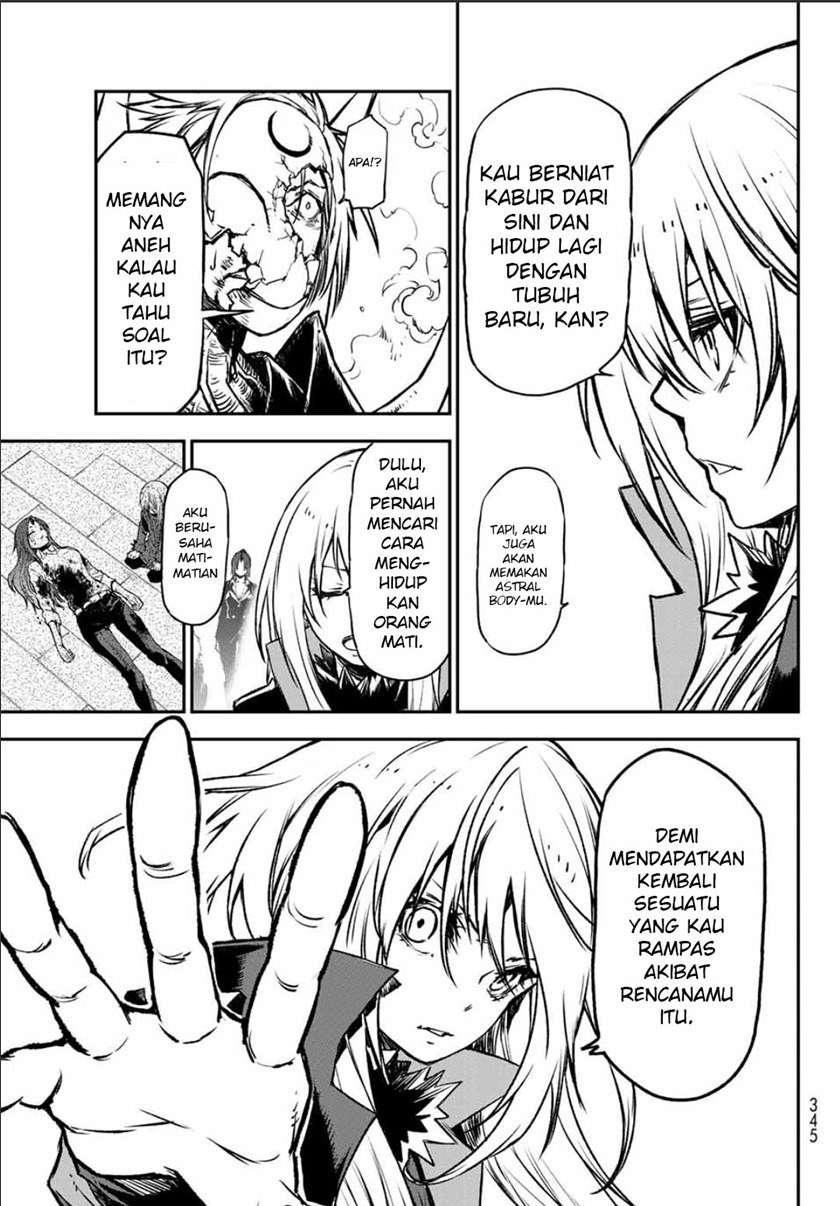 KAU BERNIAT
KABUR DARI
SINI DAN
HIDUP LAGI
DENGAN
TUBUH
BARU, KAN?
TAPI, AKU
JUGA
AKAN
MEMAKAN
ASTRAL
BODY-MU.
APA!?
MEMANG
NYA
ANEH
KALAU
KAU
TAHU
SOAL
ITU?
DULU,
AKU
PERNAH
MENCARI
CARA
MENG-
HIDUP
KAN
ORANG
MATI.
AKU
BERU-
SAHA
MATI-
MATIAN
DEMI
MENDAPATKAN
KEMBALI
SESUATU
YANG KAU
RAMPAS
AKIBAT
RENCANAMU
ITU.
345